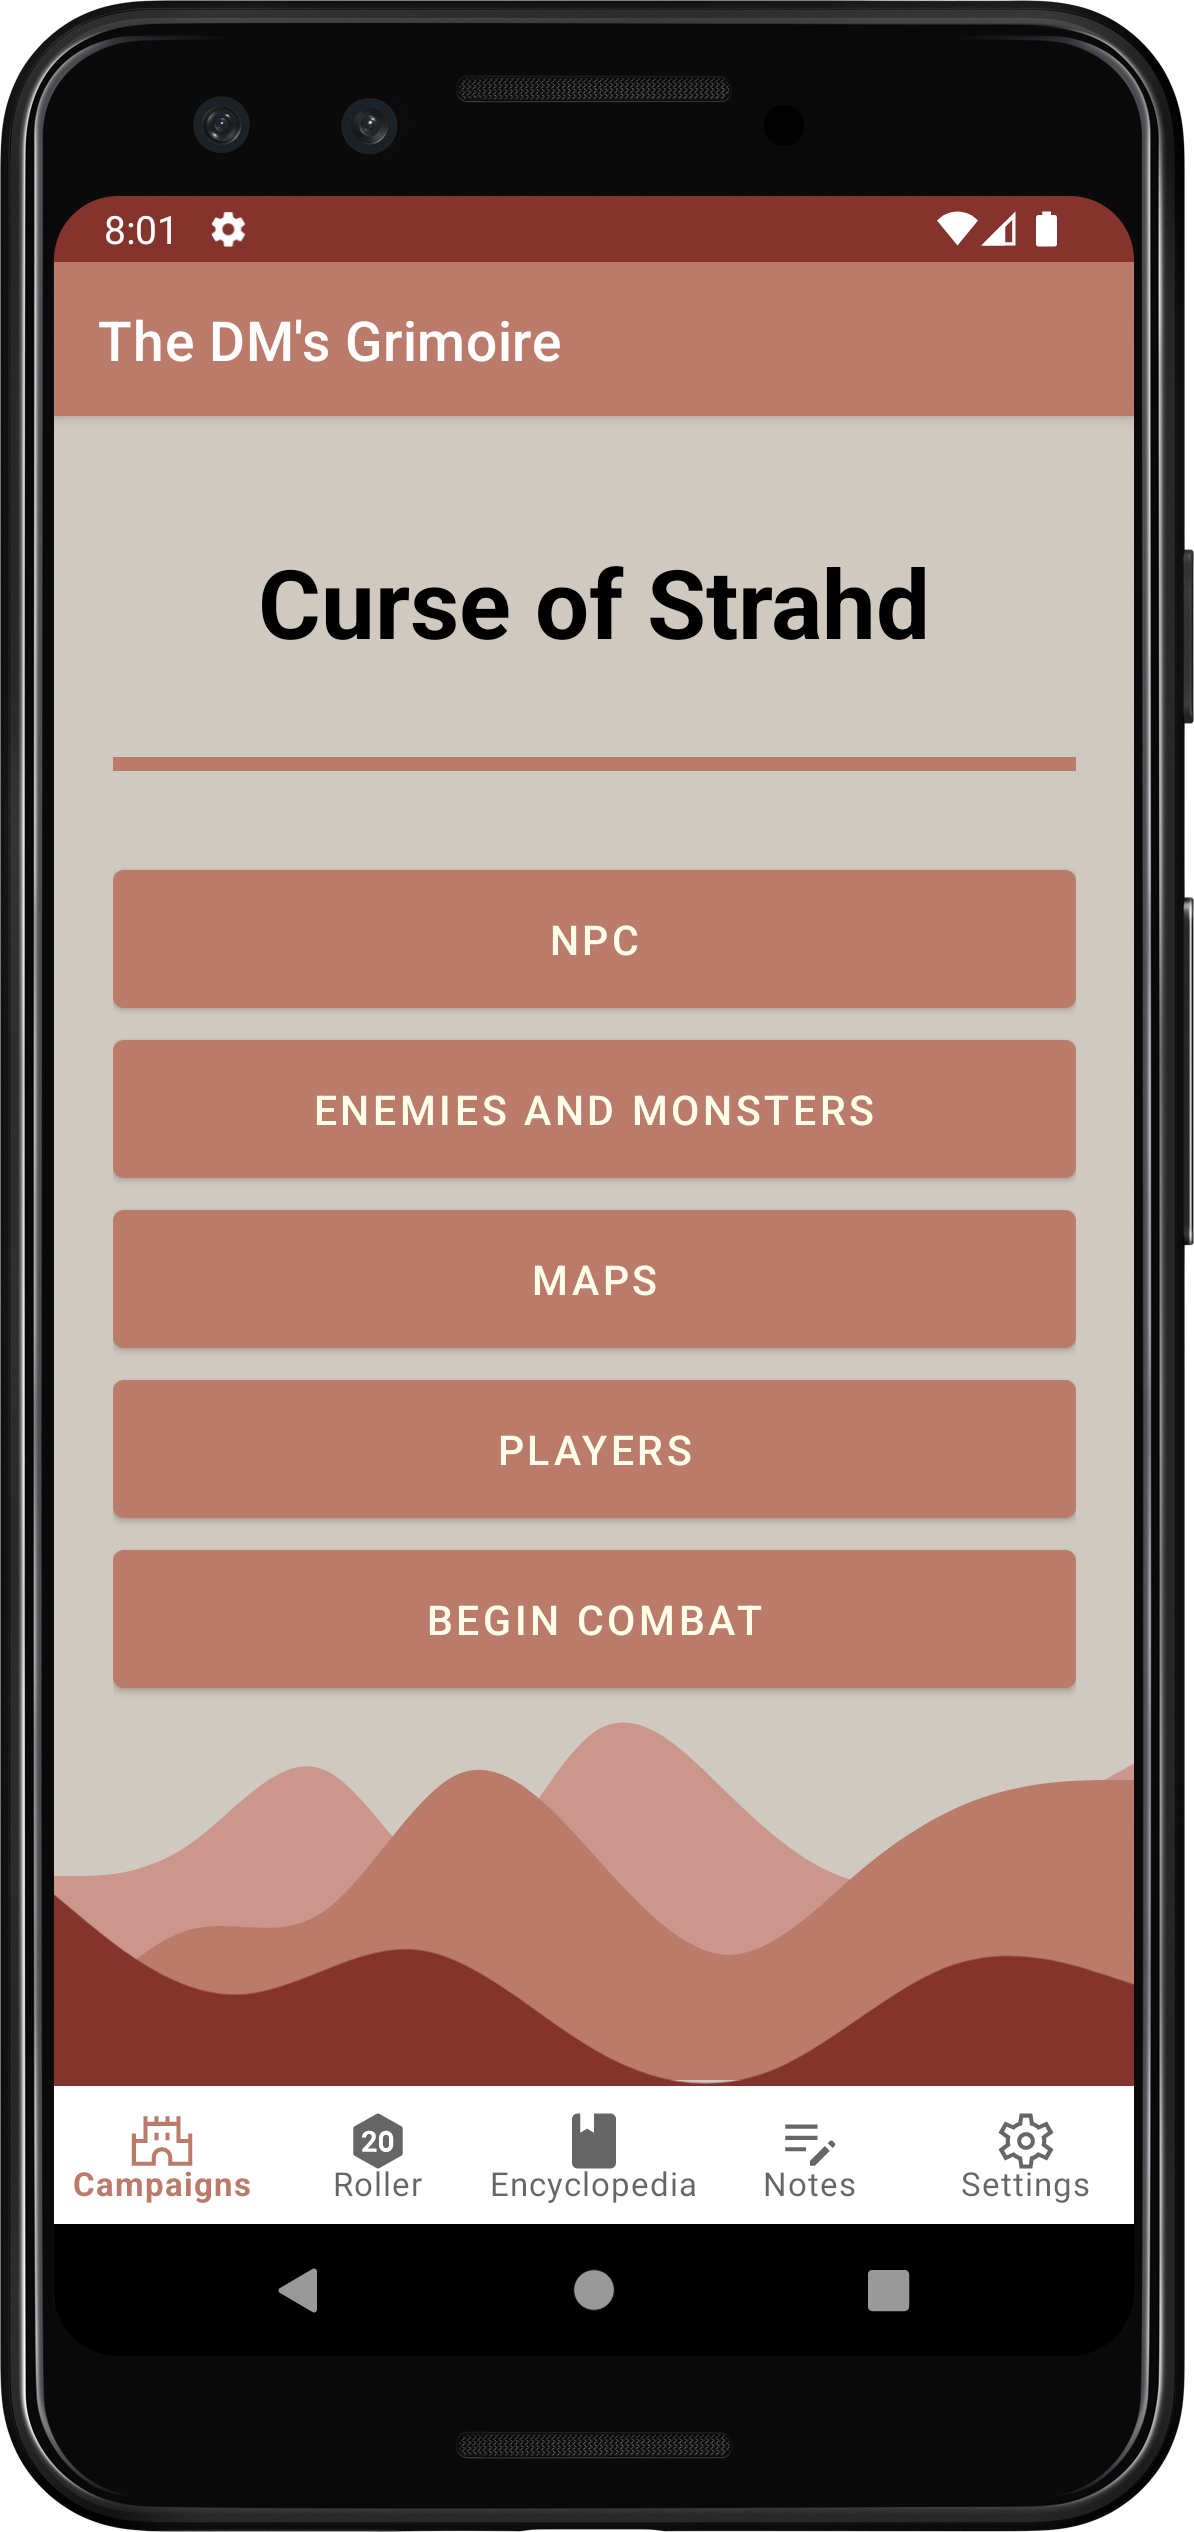 8:01
The DM's Grimoire
Curse of Strahd
NPC
ENEMIES AND MONSTERS
MAPS
PLAYERS
BEGIN COMBAT
20
Campaigns Roller Encyclopedia Notes Settings